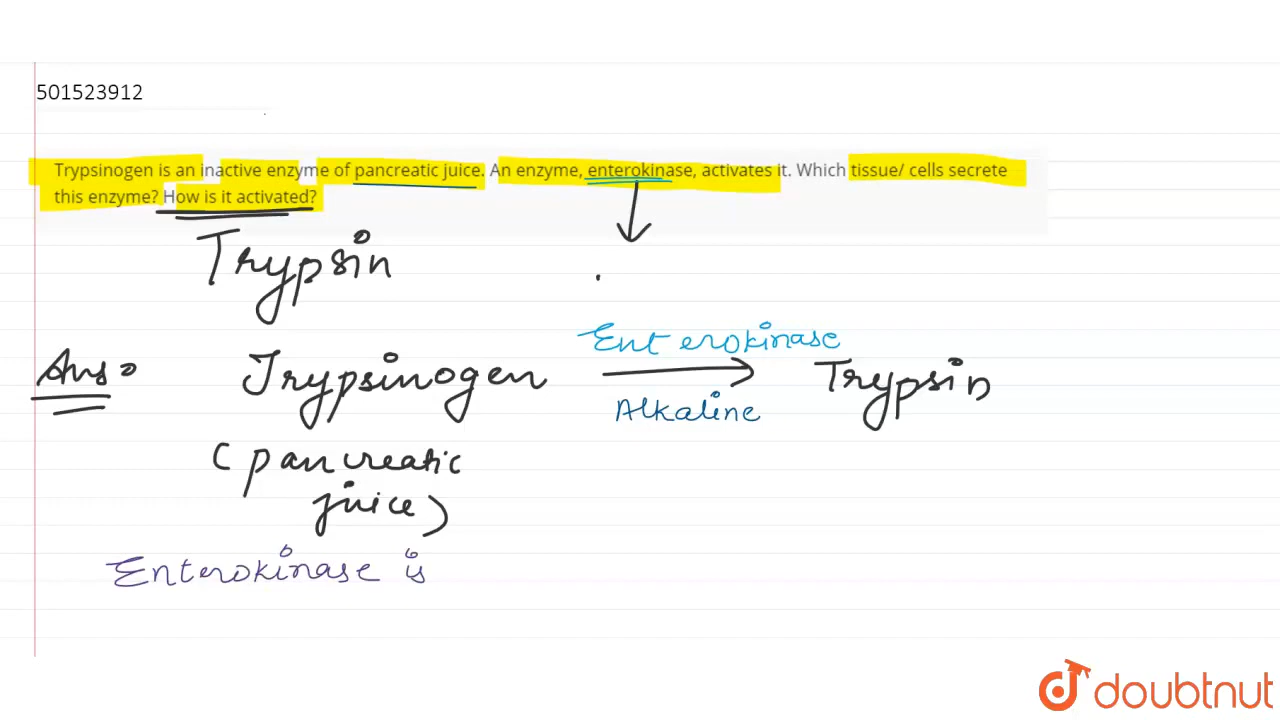 501523912
Trypsinogen is an inactive enzyme of pancreatic juice. An enzyme, enterokinase, activates it. Which tissue/ cells secrete
this enzyme? How is it activated?
Trypsin
Enterokinase
Ans:
Trypsinogen
Trypsin
Alkaline
(pancreatic
juice)
Enterokinase is
doubtnut